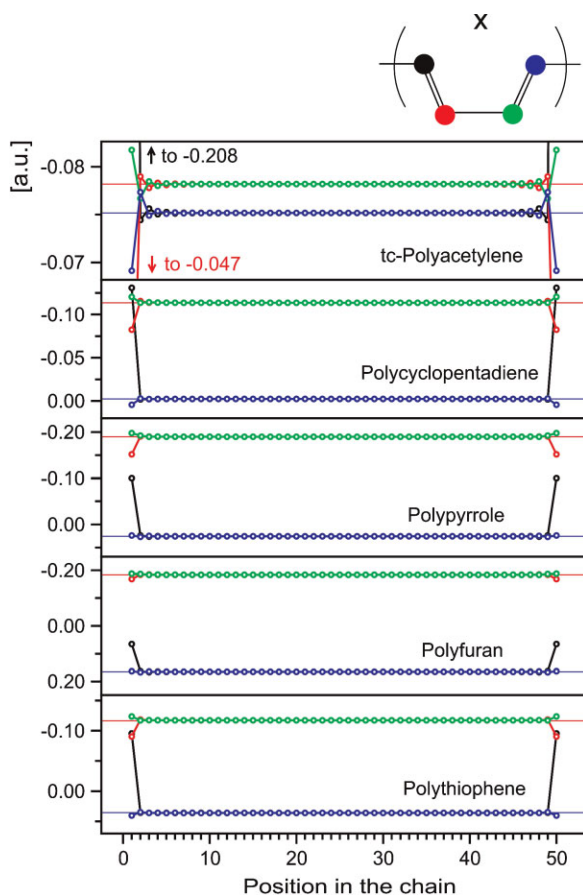 X
[a.u.]
-0.08
↑ to -0.208
-0.07
↓ to -0.047
tc-Polyacetylene
-0.10
-0.05
0.00
Polycyclopentadiene
-0.20
-0.10
0.00
Polypyrrole
-0.20
0.00
0.20
Polyfuran
-0.10
0.00
Polythiophene
0 10 20 30 40 50
Position in the chain